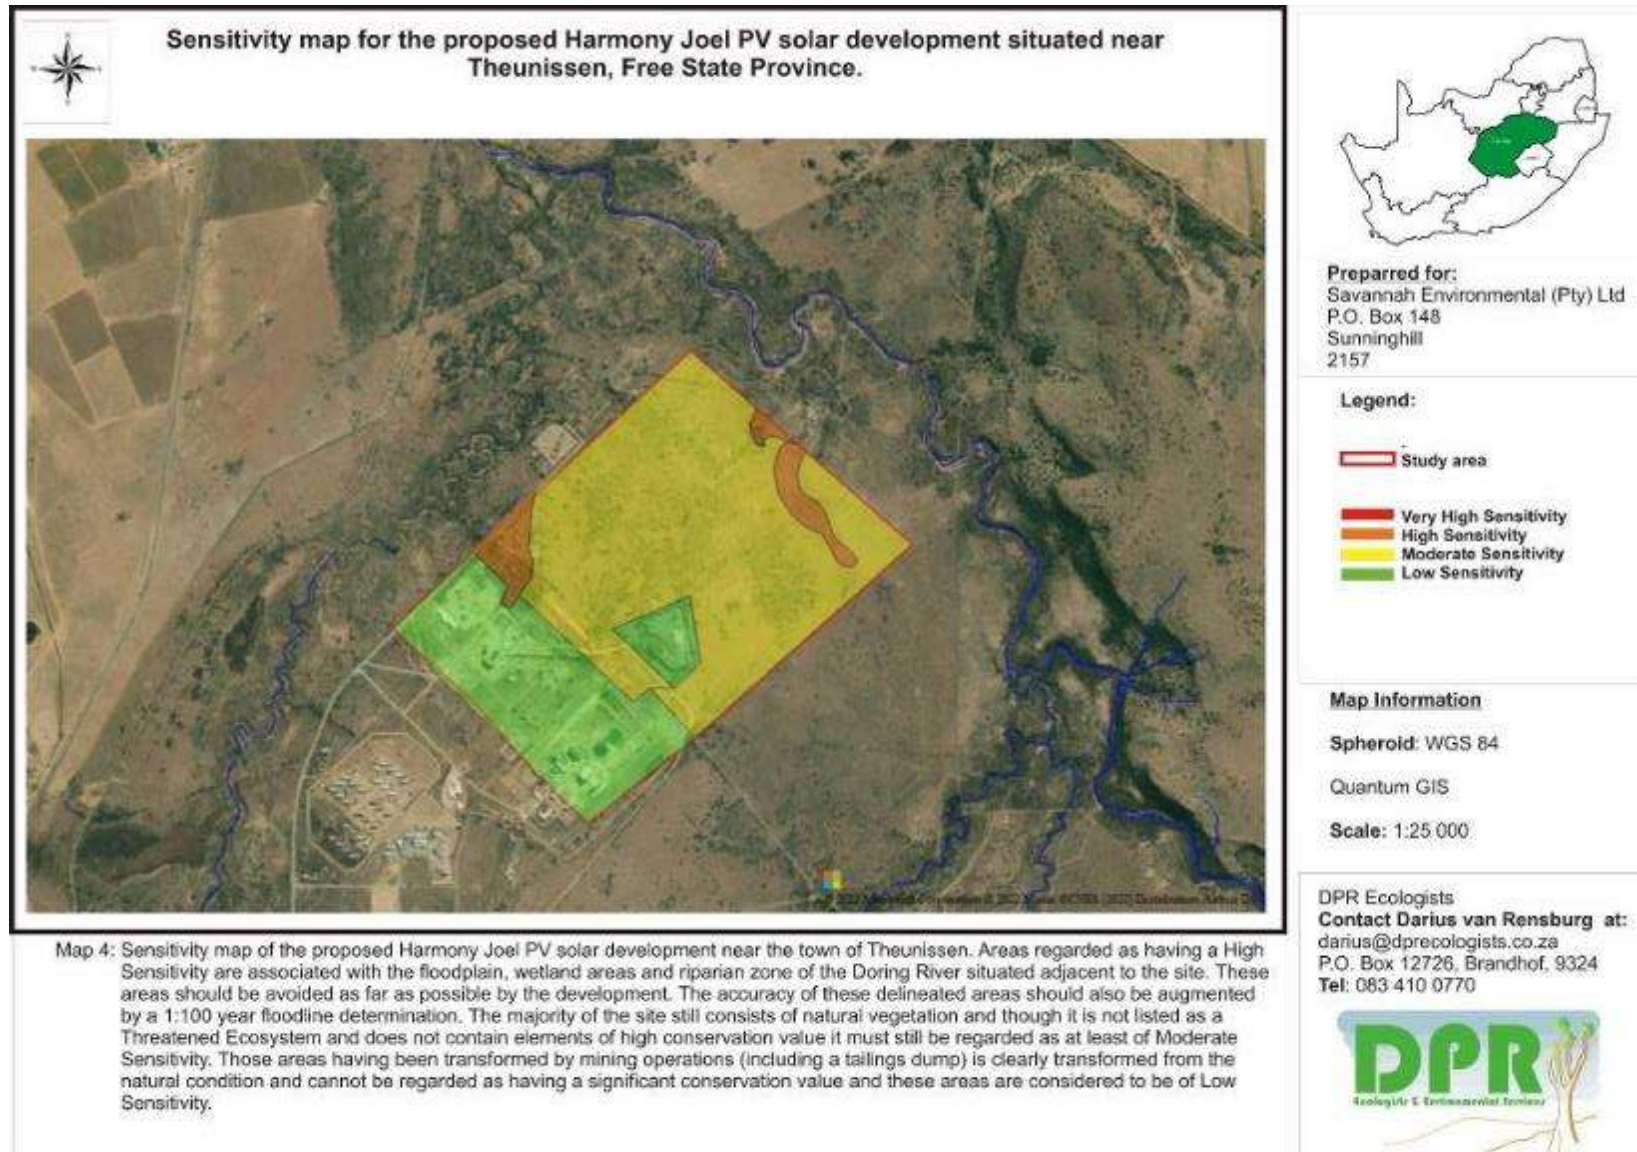 Sensitivity map for the proposed Harmony Joel PV solar development situated near
Theunissen, Free State Province.
Preparred for:
Savannah Environmental (Pty) Ltd
P.O. Box 148
Sunninghill
2157
Legend:
Study area
Very High Sensitivity
High Sensitivity
Moderate Sensitivity
Low Sensitivity
Map Information
Spheroid: WGS 84
Quantum GIS
Scale: 1:25 000
DPR Ecologists
Contact Darius van Rensburg at:
darius@dprecologists.co.za
P.O. Box 12726, Brandhof, 9324
Tel: 083 410 0770
DPR
Ecologists & Environmental Services
Map 4: Sensitivity map of the proposed Harmony Joel PV solar development near the town of Theunissen. Areas regarded as having a High
Sensitivity are associated with the floodplain, wetland areas and riparian zone of the Doring River situated adjacent to the site. These
areas should be avoided as far as possible by the development. The accuracy of these delineated areas should also be augmented
by a 1:100 year floodline determination. The majority of the site still consists of natural vegetation and though it is not listed as a
Threatened Ecosystem and does not contain elements of high conservation value it must still be regarded as at least of Moderate
Sensitivity. Those areas having been transformed by mining operations (including a tailings dump) is clearly transformed from the
natural condition and cannot be regarded as having a significant conservation value and these areas are considered to be of Low
Sensitivity.